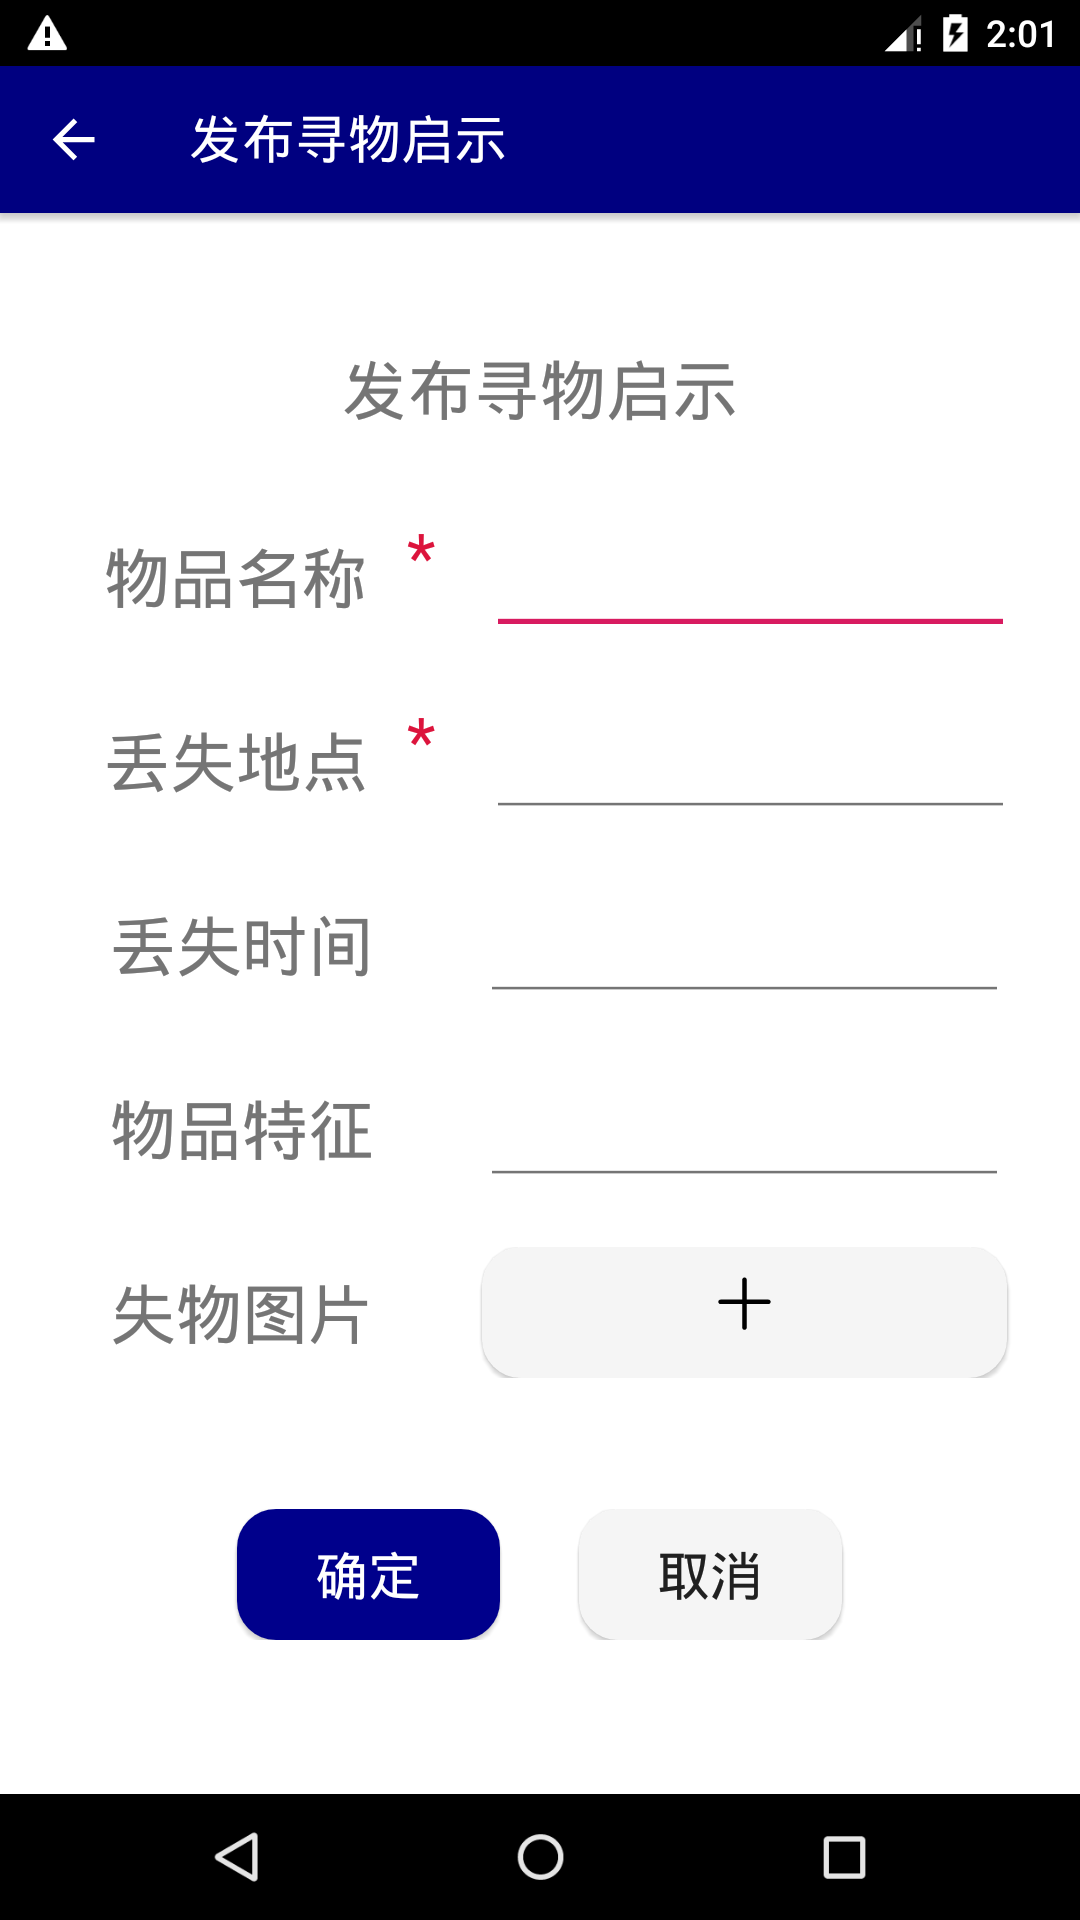 2:01
发布寻物启示
发布寻物启示
物品名称 *
丢失地点 *
丢失时间
物品特征
失物图片
确定 取消